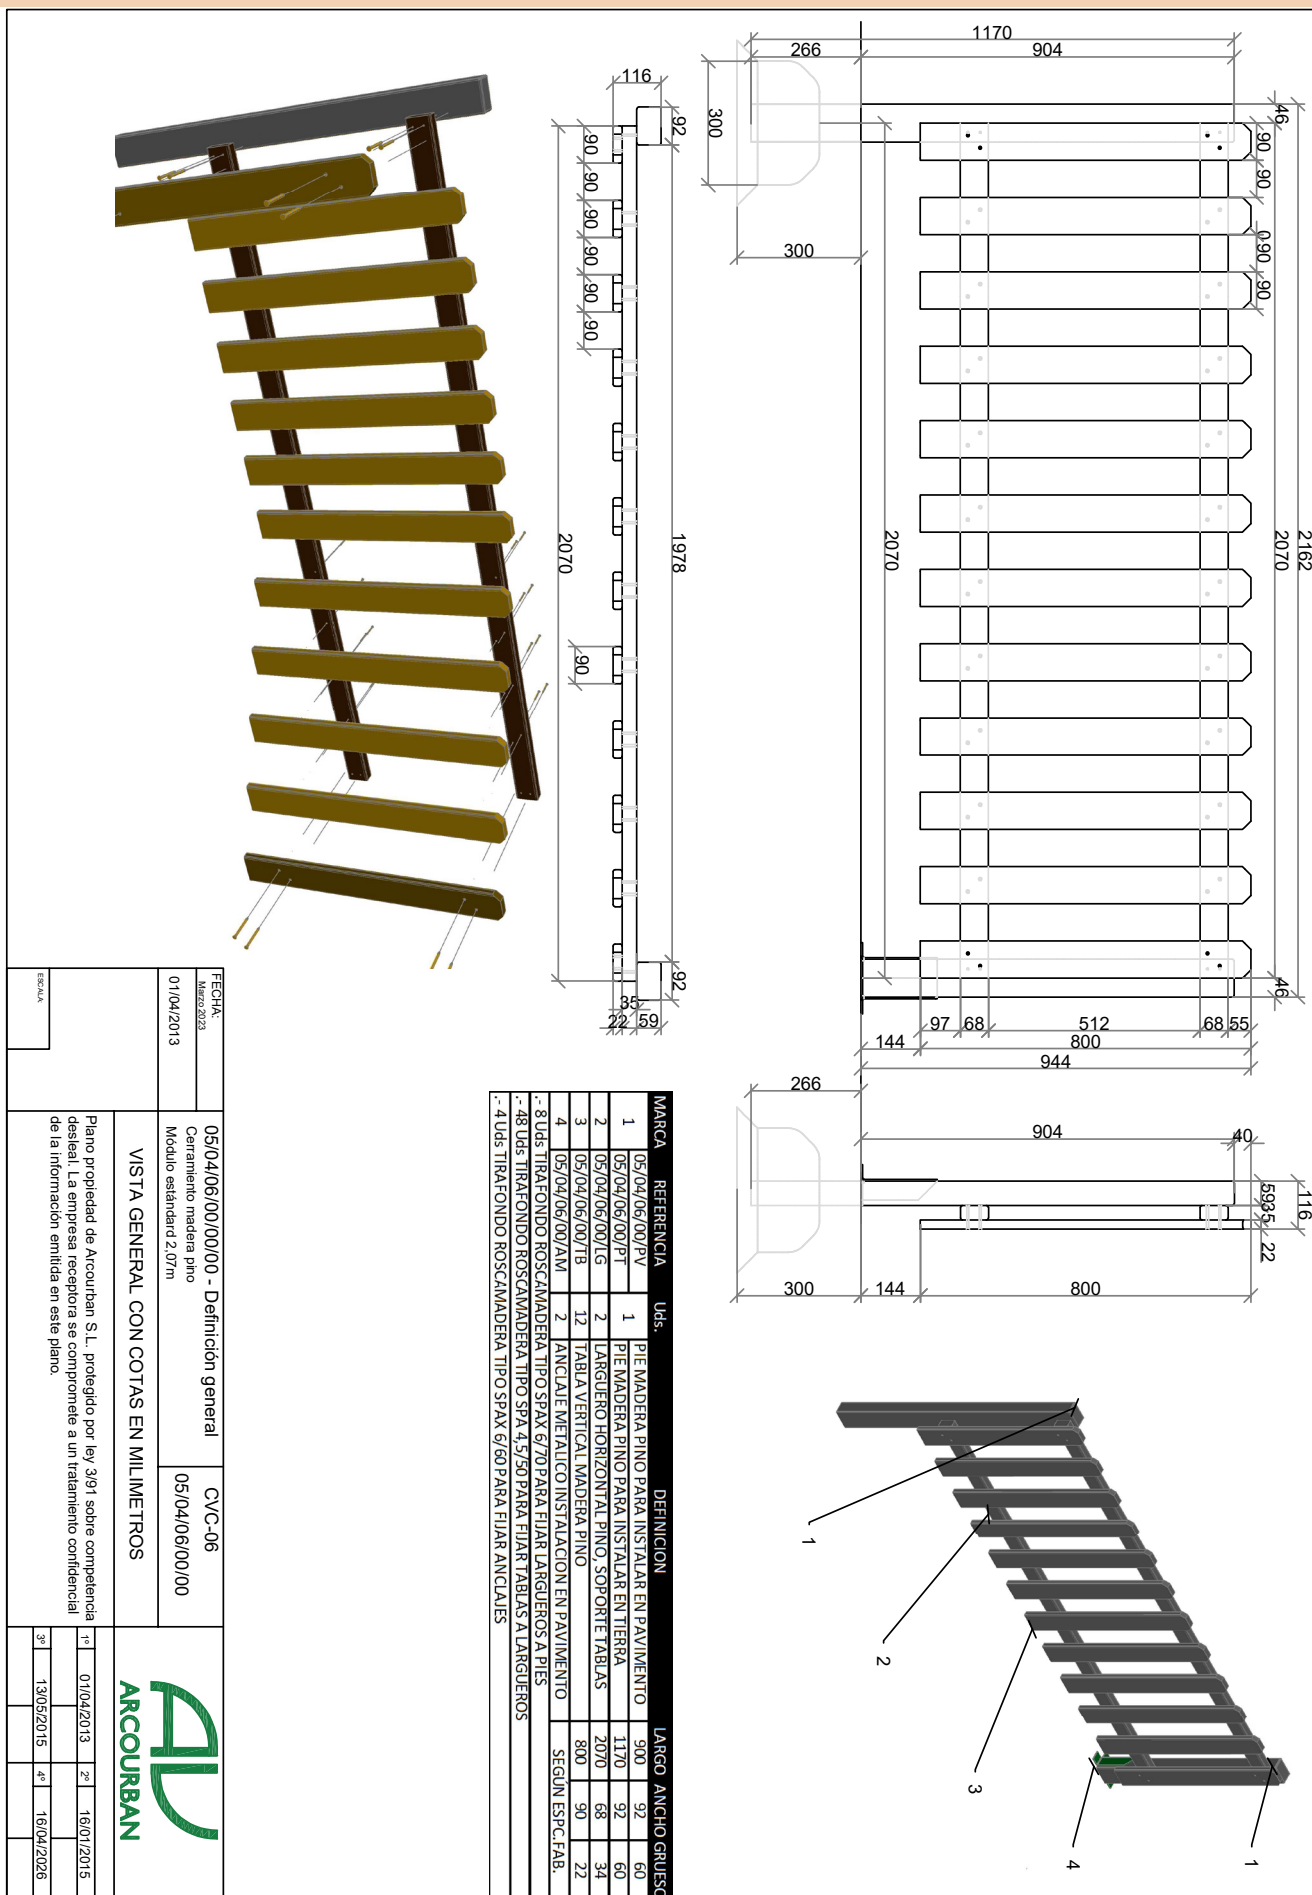 1170
266
904
300
300
46
90
90
90
90
90
2162
2070
2070
46
97
68
512
68
55
144
800
944
116
92
90
90
90
90
90
90
1978
2070
90
92
35
22
59
266
904
40
59
35
116
22
300
144
800
1
2
3
4
1
MARCA REFERENCIA Uds. DEFINICION LARGO ANCHO GRUESO
1 05/04/06/00/PV 1 PIE MADERA PINO PARA INSTALAR EN PAVIMENTO 900 92 60
05/04/06/00/PT PIE MADERA PINO PARA INSTALAR EN TIERRA 1170 92 60
2 05/04/06/00/LG 2 LARGUERO HORIZONTAL PINO, SOPORTE TABLAS 2070 68 34
3 05/04/06/00/TB 12 TABLA VERTICAL MADERA PINO 800 90 22
4 05/04/06/00/AM 2 ANCLAJE METALICO INSTALACION EN PAVIMENTO SEGÚN ESPC.FAB.
.- 8 Uds TIRAFONDO ROSCAMADERA TIPO SPAX 6/70 PARA FIJAR LARGUEROS A PIES
.- 48 Uds TIRAFONDO ROSCAMADERA TIPO SPA 4,5/50 PARA FIJAR TABLAS A LARGUEROS
.- 4 Uds TIRAFONDO ROSCAMADERA TIPO SPAX 6/60 PARA FIJAR ANCLAJES
FECHA:
Marzo 2023
01/04/2013
ESCALA:
05/04/06/00/00/00 - Definición general
Cerramiento madera pino
Módulo estándard 2,07m
CVC-06
05/04/06/00/00
VISTA GENERAL CON COTAS EN MILIMETROS
Plano propiedad de Arcourban S.L. protegido por ley 3/91 sobre competencia
desleal. La empresa receptora se compromete a un tratamiento confidencial
de la información emitida en este plano.
ARCOURBAN
1º 01/04/2013 2º 16/01/2015
3º 13/05/2015 4º 16/04/2026